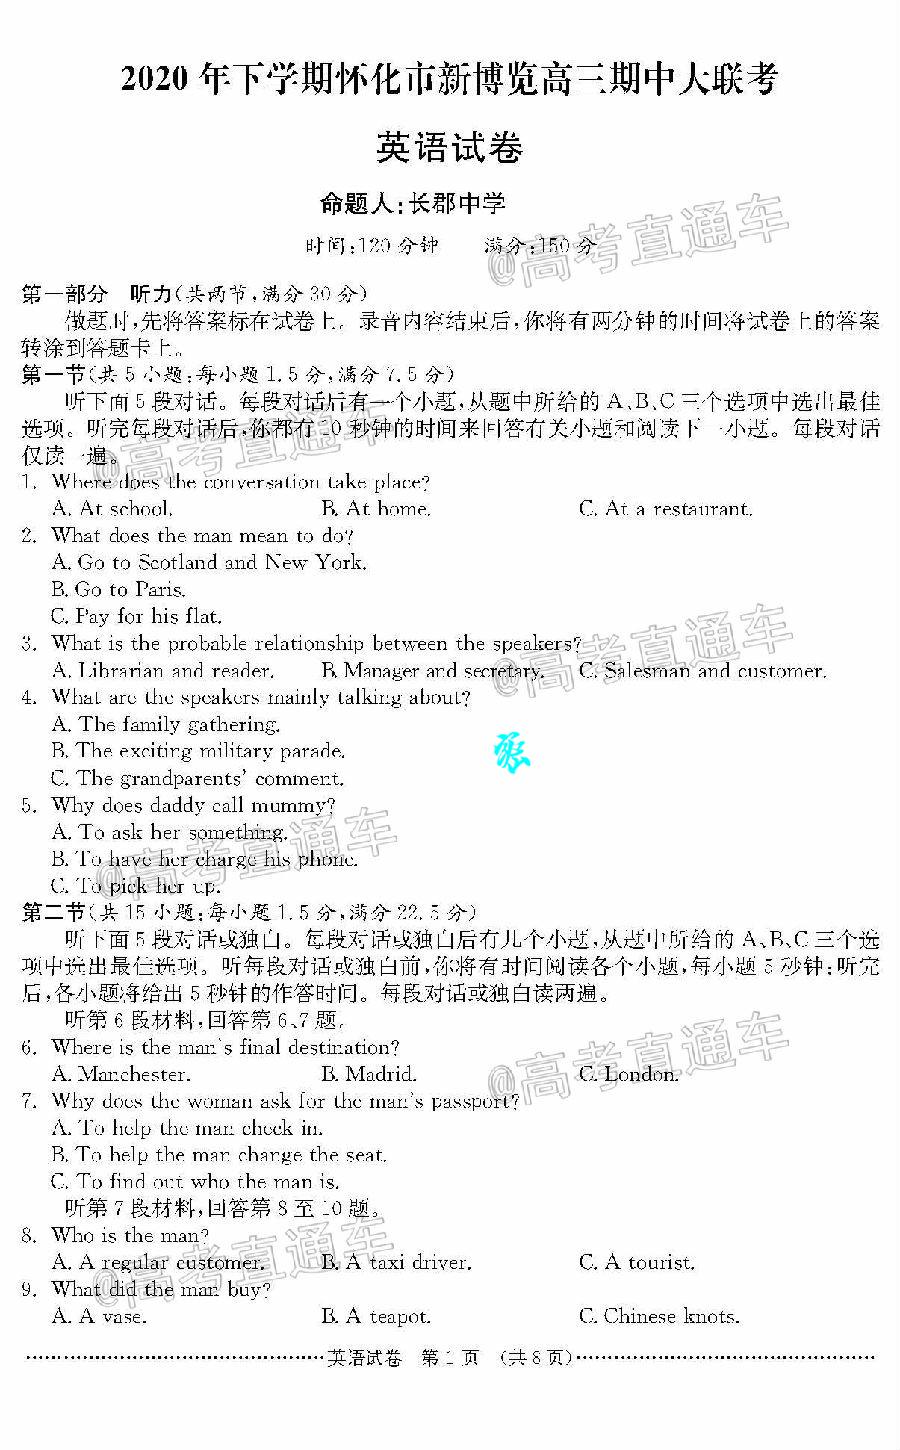 2020 年下学期怀化市新博览高三期中大联考
英语试卷
命题人:长郡中学
时间:120 分钟 满分:150 分
@高考直通车
第一部分 听力(共两节,满分 30 分)
做题时,先将答案标在试卷上。录音内容结束后,你将有两分钟的时间将试卷上的答案
转涂到答题卡上。
第一节(共 5 小题;每小题 1.5 分,满分 7.5 分)
听下面 5 段对话。每段对话后有一个小题,从题中所给的 A、B、C 三个选项中选出最佳
选项。听完每段对话后,你都有 10 秒钟的时间来回答有关小题和阅读下一小题。每段对话
仅读一遍。
@高考直通车
1. Where does the conversation take place?
A. At school. B. At home. C. At a restaurant.
2. What does the man mean to do?
A. Go to Scotland and New York.
B. Go to Paris.
C. Pay for his flat.
3. What is the probable relationship between the speakers?
A. Librarian and reader. B. Manager and secretary. C. Salesman and customer.
@高考直通车
4. What are the speakers mainly talking about?
A. The family gathering.
B. The exciting military parade.
C. The grandparents' comment.
5. Why does daddy call mummy?
A. To ask her something.
B. To have her charge his phone.
C. To pick her up.
@高考直通车
第二节(共 15 小题;每小题 1.5 分,满分 22.5 分)
听下面 5 段对话或独白。每段对话或独白后有几个小题,从题中所给的 A、B、C 三个选
项中选出最佳选项。听每段对话或独白前,你将有时间阅读各个小题,每小题 5 秒钟;听完
后,各小题将给出 5 秒钟的作答时间。每段对话或独白读两遍。
听第 6 段材料,回答第 6、7 题。
6. Where is the man's final destination?
A. Manchester. B. Madrid. C. London.
@高考直通车
7. Why does the woman ask for the man's passport?
A. To help the man check in.
B. To help the man change the seat.
C. To find out who the man is.
听第 7 段材料,回答第 8 至 10 题。
8. Who is the man?
A. A regular customer. B. A taxi driver. C. A tourist.
@高考直通车
9. What did the man buy?
A. A vase. B. A teapot. C. Chinese knots.
英语试卷 第 1 页 (共 8 页)